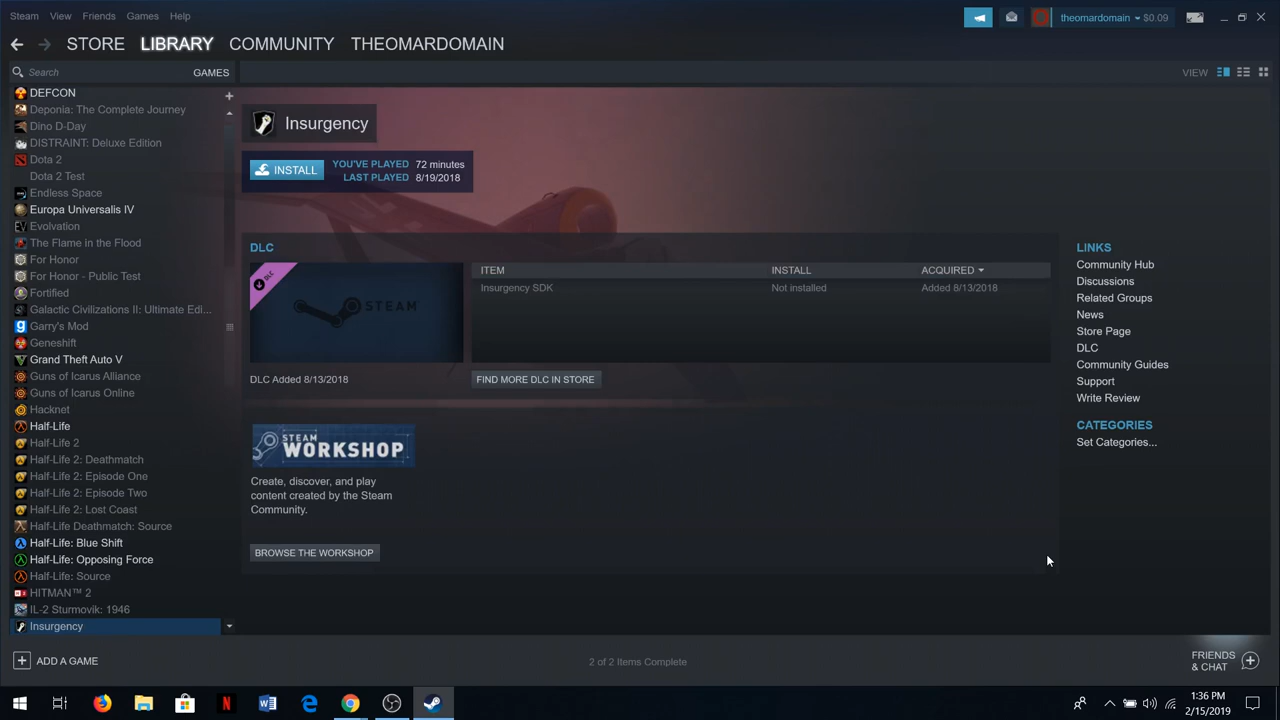 Steam View Friends Games Help
theomardomain $0.09
STORE LIBRARY COMMUNITY THEOMARDOMAIN
Search GAMES
VIEW
DEFCON
Deponia: The Complete Journey
Dino D-Day
DISTRAINT: Deluxe Edition
Dota 2
Dota 2 Test
Endless Space
Europa Universalis IV
Evolvation
The Flame in the Flood
For Honor
For Honor - Public Test
Fortified
Galactic Civilizations II: Ultimate Edi...
Garry's Mod
Geneshift
Grand Theft Auto V
Guns of Icarus Alliance
Guns of Icarus Online
Hacknet
Half-Life
Half-Life 2
Half-Life 2: Deathmatch
Half-Life 2: Episode One
Half-Life 2: Episode Two
Half-Life 2: Lost Coast
Half-Life Deathmatch: Source
Half-Life: Blue Shift
Half-Life: Opposing Force
Half-Life: Source
HITMAN™ 2
IL-2 Sturmovik: 1946
Insurgency
Insurgency
INSTALL
YOU'VE PLAYED 72 minutes
LAST PLAYED 8/19/2018
DLC
DLC
STEAM
DLC Added 8/13/2018
ITEM INSTALL ACQUIRED
Insurgency SDK Not installed Added 8/13/2018
FIND MORE DLC IN STORE
STEAM
WORKSHOP
Create, discover, and play
content created by the Steam
Community.
BROWSE THE WORKSHOP
LINKS
Community Hub
Discussions
Related Groups
News
Store Page
DLC
Community Guides
Support
Write Review
CATEGORIES
Set Categories...
ADD A GAME
2 of 2 Items Complete
FRIENDS
& CHAT
1:36 PM
2/15/2019